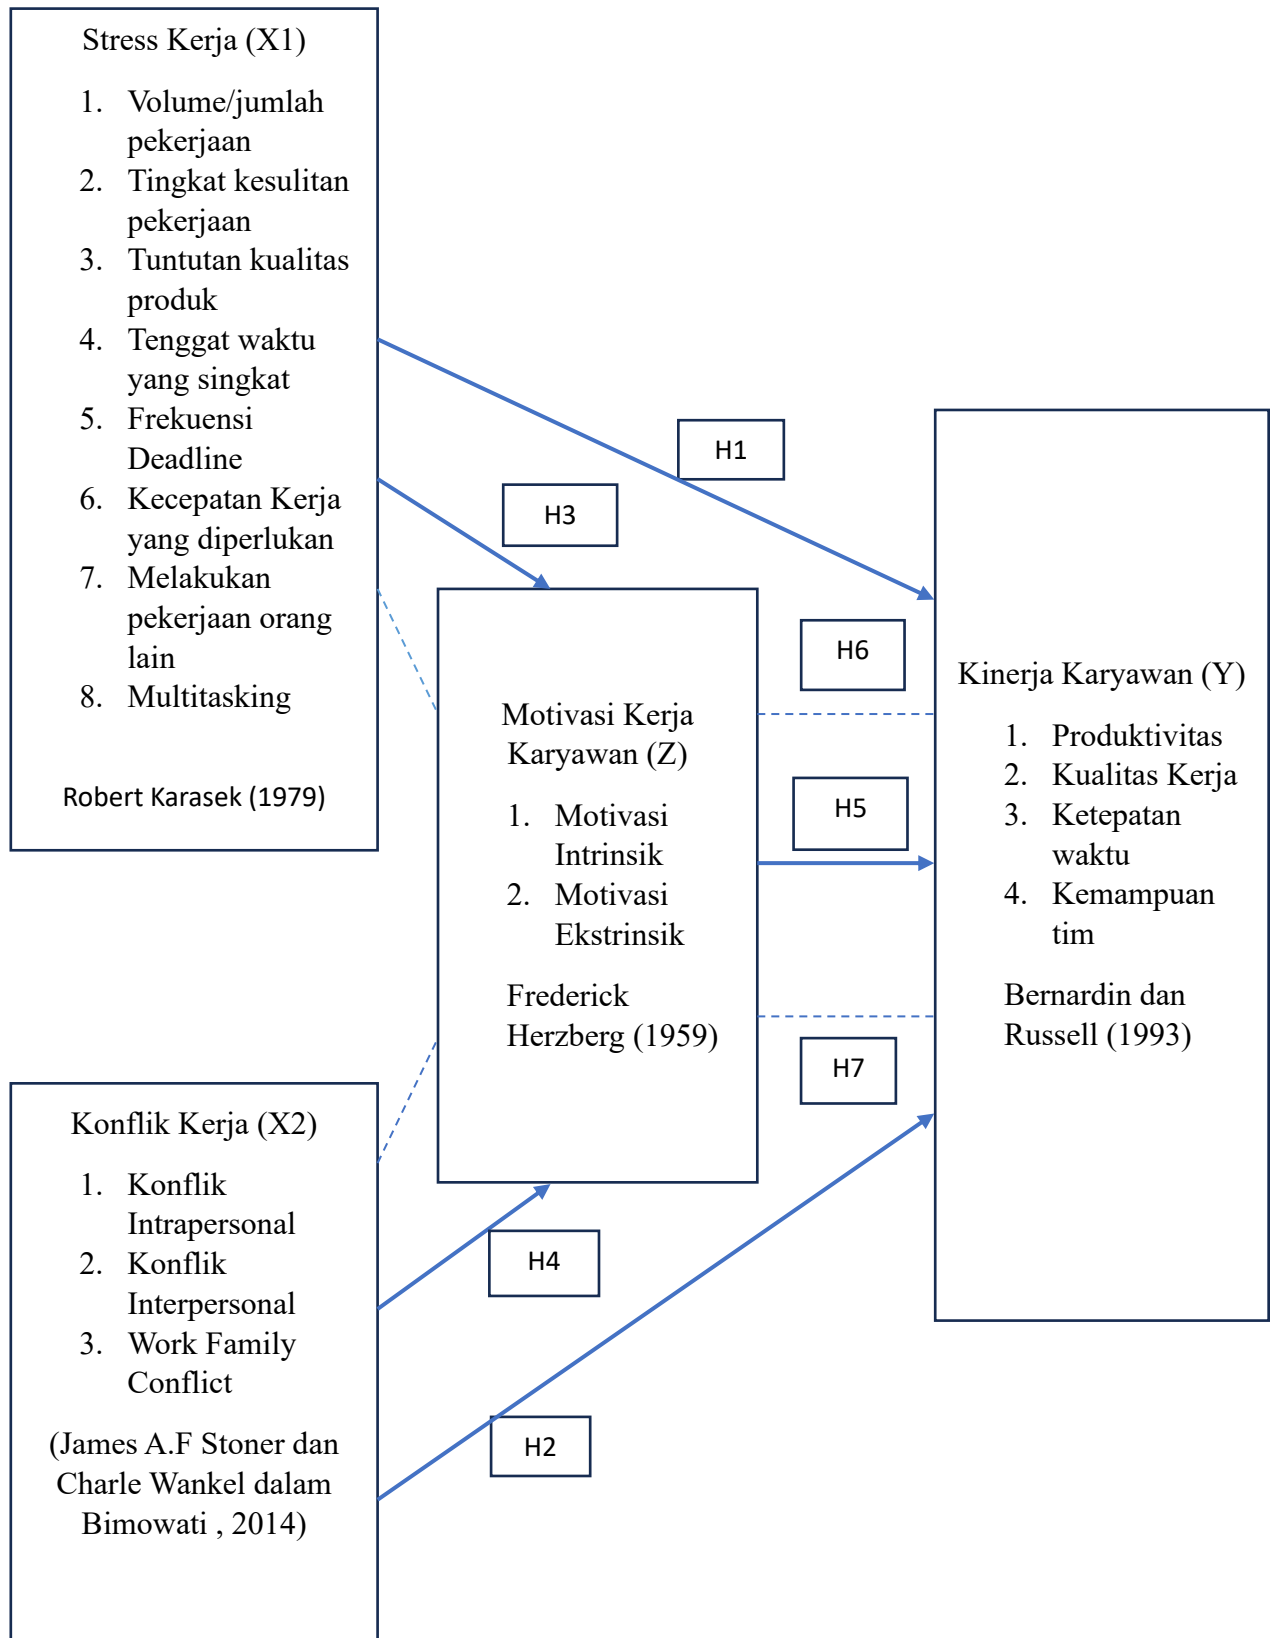 Stress Kerja (X1)
1. Volume/jumlah
pekerjaan
2. Tingkat kesulitan
pekerjaan
3. Tuntutan kualitas
produk
4. Tenggat waktu
yang singkat
5. Frekuensi
Deadline
6. Kecepatan Kerja
yang diperlukan
7. Melakukan
pekerjaan orang
lain
8. Multitasking
Robert Karasek (1979)
H1
H3
H6
Motivasi Kerja
Karyawan (Z)
1. Motivasi
Intrinsik
2. Motivasi
Ekstrinsik
Frederick
Herzberg (1959)
H5
Kinerja Karyawan (Y)
1. Produktivitas
2. Kualitas Kerja
3. Ketepatan
waktu
4. Kemampuan
tim
Bernardin dan
Russell (1993)
H7
Konflik Kerja (X2)
1. Konflik
Intrapersonal
2. Konflik
Interpersonal
3. Work Family
Conflict
(James A.F Stoner dan
Charle Wankel dalam
Bimowati , 2014)
H4
H2